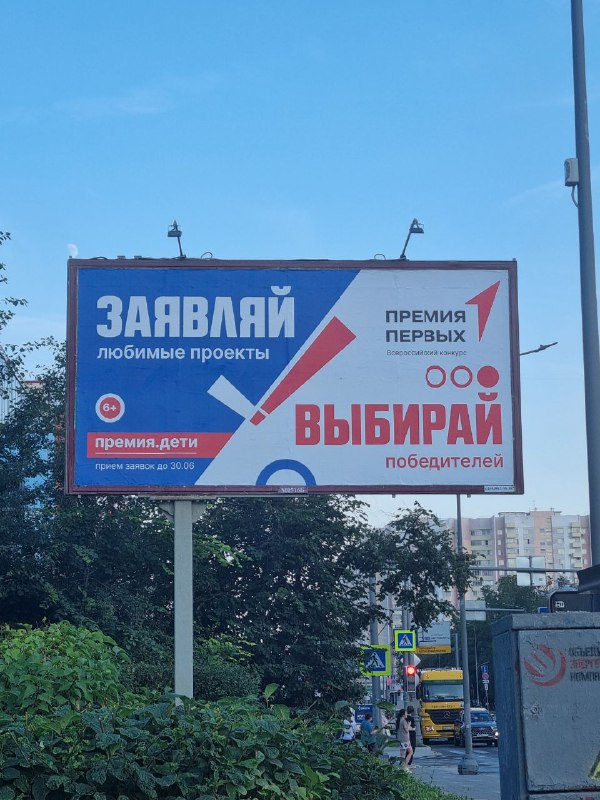 ЗАЯВЛЯЙ
любимые проекты
6+
премия.дети
прием заявок до 30.06
ПРЕМИЯ
ПЕРВЫХ
Всероссийский конкурс
ВЫБИРАЙ
победителей